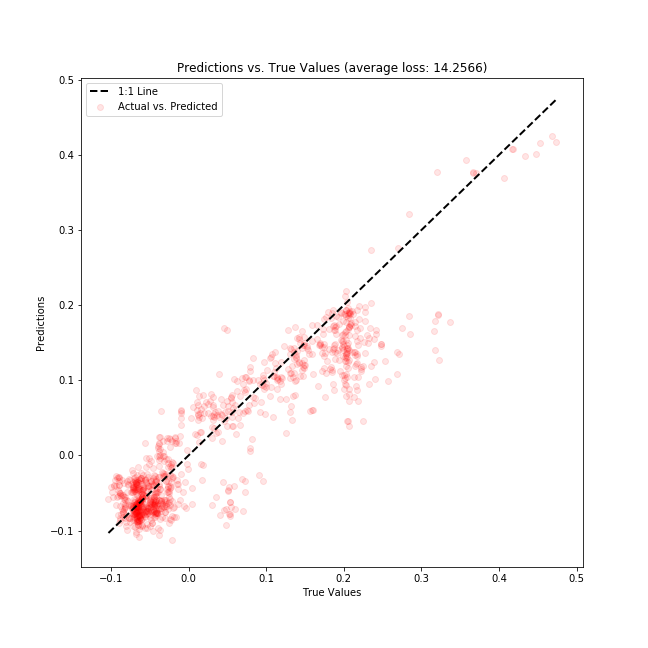 Predictions vs. True Values (average loss: 14.2566)
1:1 Line
Actual vs. Predicted
0.5
0.4
0.3
0.2
0.1
0.0
−0.1
Predictions
−0.1 0.0 0.1 0.2 0.3 0.4 0.5
True Values